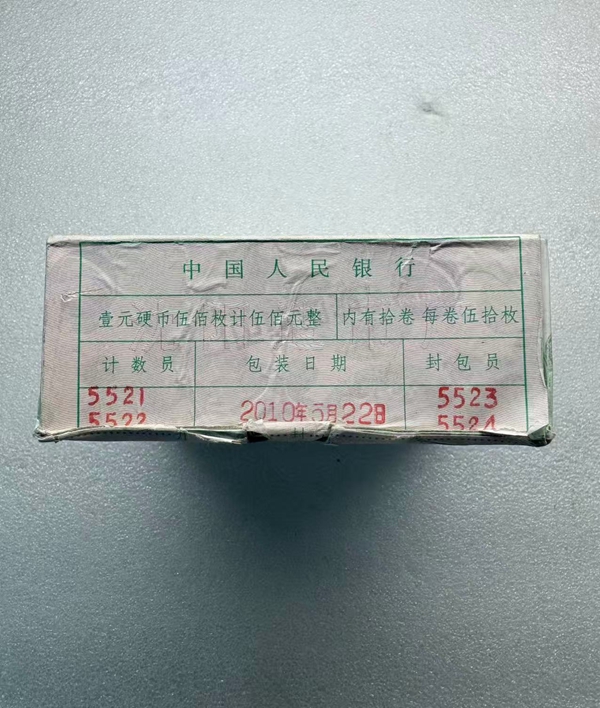 中国人民银行
壹元硬币伍佰枚计伍佰元整 内有拾卷 每卷伍拾枚
计数员 包装日期 封包员
5521 2010年5月22日 5523
5522 5524